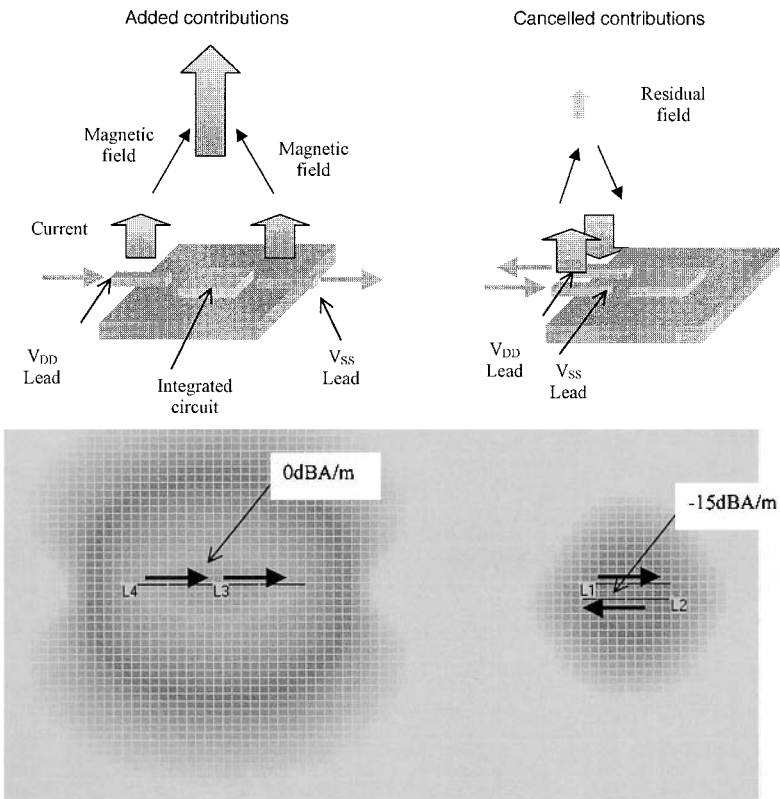 Added contributions
Cancelled contributions
Magnetic
field
Magnetic
field
Residual
field
Current
VDD
Lead
Integrated
circuit
VSS
Lead
VDD
Lead
VSS
Lead
0dBA/m
L4
L3
-15dBA/m
L1
L2